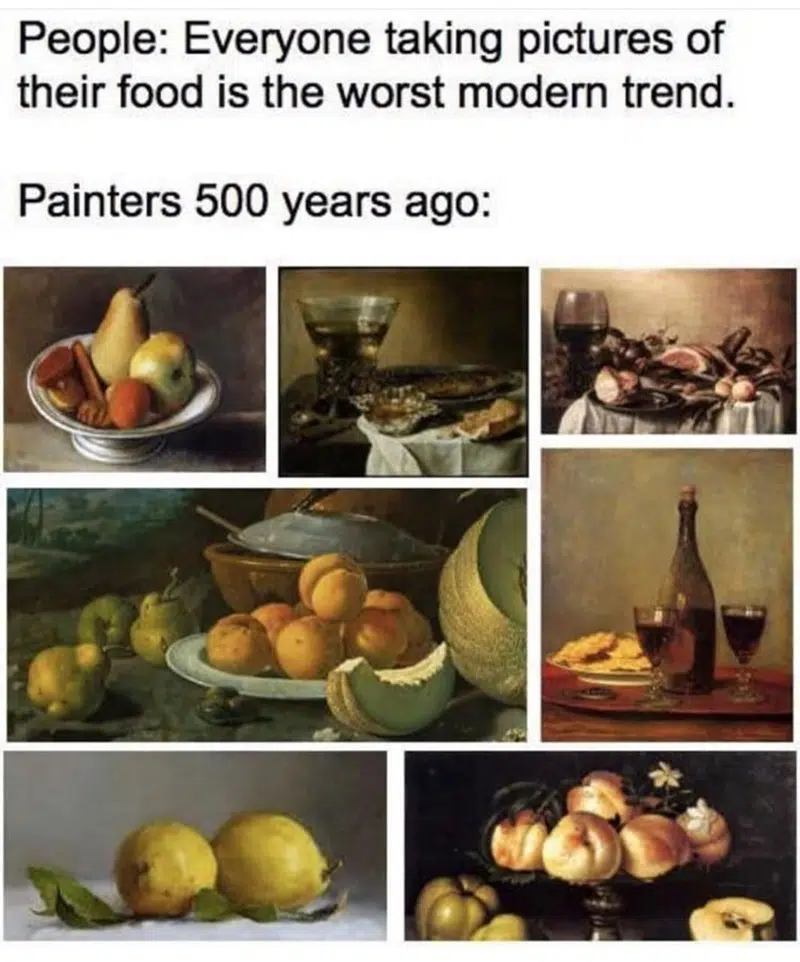 People: Everyone taking pictures of
their food is the worst modern trend.
Painters 500 years ago: